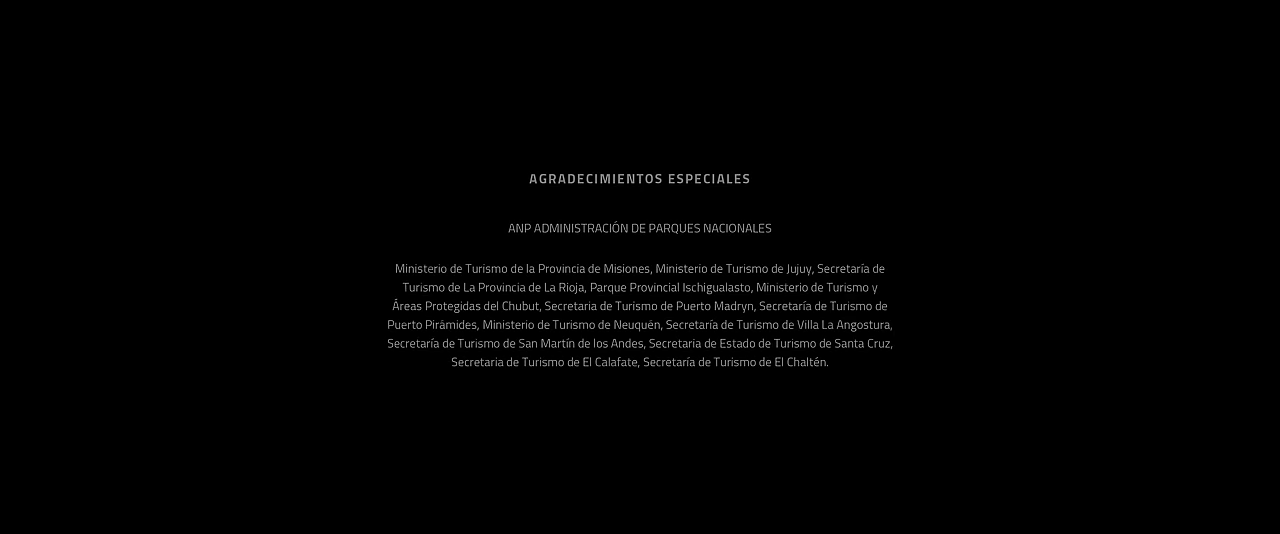 AGRADECIMIENTOS ESPECIALES
ANP ADMINISTRACIÓN DE PARQUES NACIONALES
Ministerio de Turismo de la Provincia de Misiones, Ministerio de Turismo de Jujuy, Secretaría de
Turismo de La Provincia de La Rioja, Parque Provincial Ischigualasto, Ministerio de Turismo y
Áreas Protegidas del Chubut, Secretaria de Turismo de Puerto Madryn, Secretaría de Turismo de
Puerto Pirámides, Ministerio de Turismo de Neuquén, Secretaría de Turismo de Villa La Angostura,
Secretaría de Turismo de San Martín de los Andes, Secretaria de Estado de Turismo de Santa Cruz,
Secretaria de Turismo de El Calafate, Secretaría de Turismo de El Chaltén.